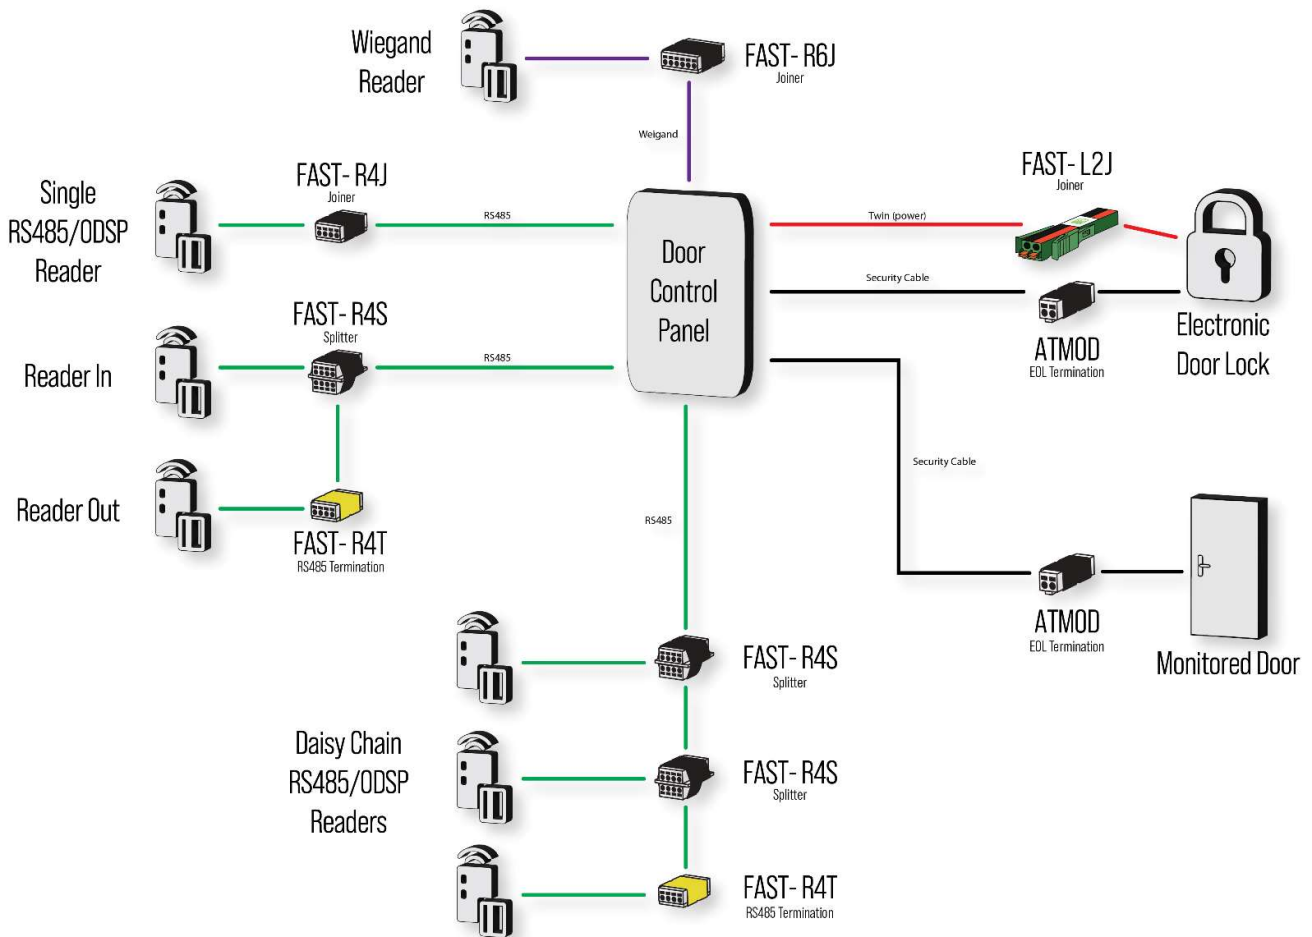 Wiegand
Reader
FAST-R6J
Joiner
Weigand
Single
RS485/ODSP
Reader
FAST-R4J
Joiner
RS485
FAST-L2J
Joiner
Twin (power)
Door
Control
Panel
Security Cable
ATMOD
EOL Termination
Electronic
Door Lock
Reader In
FAST-R4S
Splitter
RS485
Reader Out
FAST-R4T
RS485 Termination
Security Cable
RS485
ATMOD
EOL Termination
Monitored Door
FAST-R4S
Splitter
Daisy Chain
RS485/ODSP
Readers
FAST-R4S
Splitter
FAST-R4T
RS485 Termination